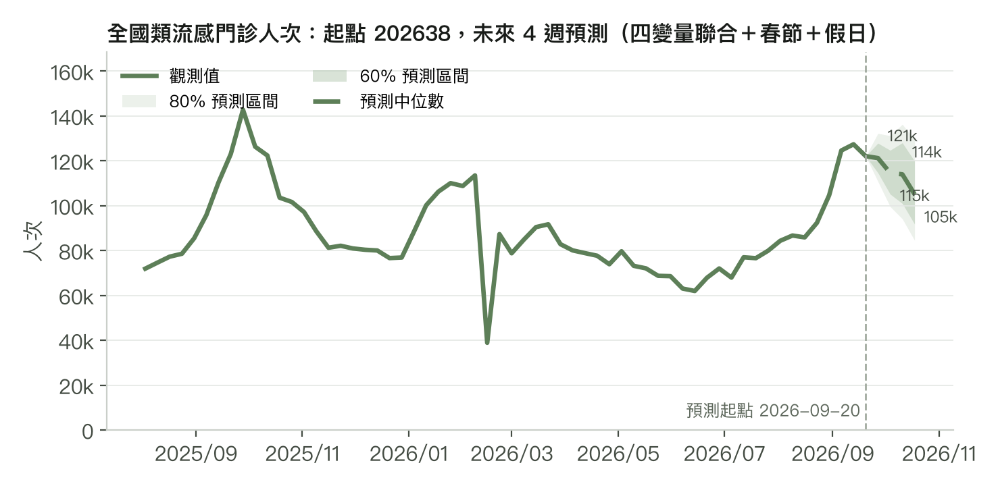 全國類流感門診人次：起點 202638，未來 4 週預測（四變量聯合＋春節＋假日）
觀測值
60% 預測區間
80% 預測區間
預測中位數
人次
160k
140k
120k
100k
80k
60k
40k
20k
0
121k
114k
115k
105k
預測起點 2026−09−20
2025/09
2025/11
2026/01
2026/03
2026/05
2026/07
2026/09
2026/11